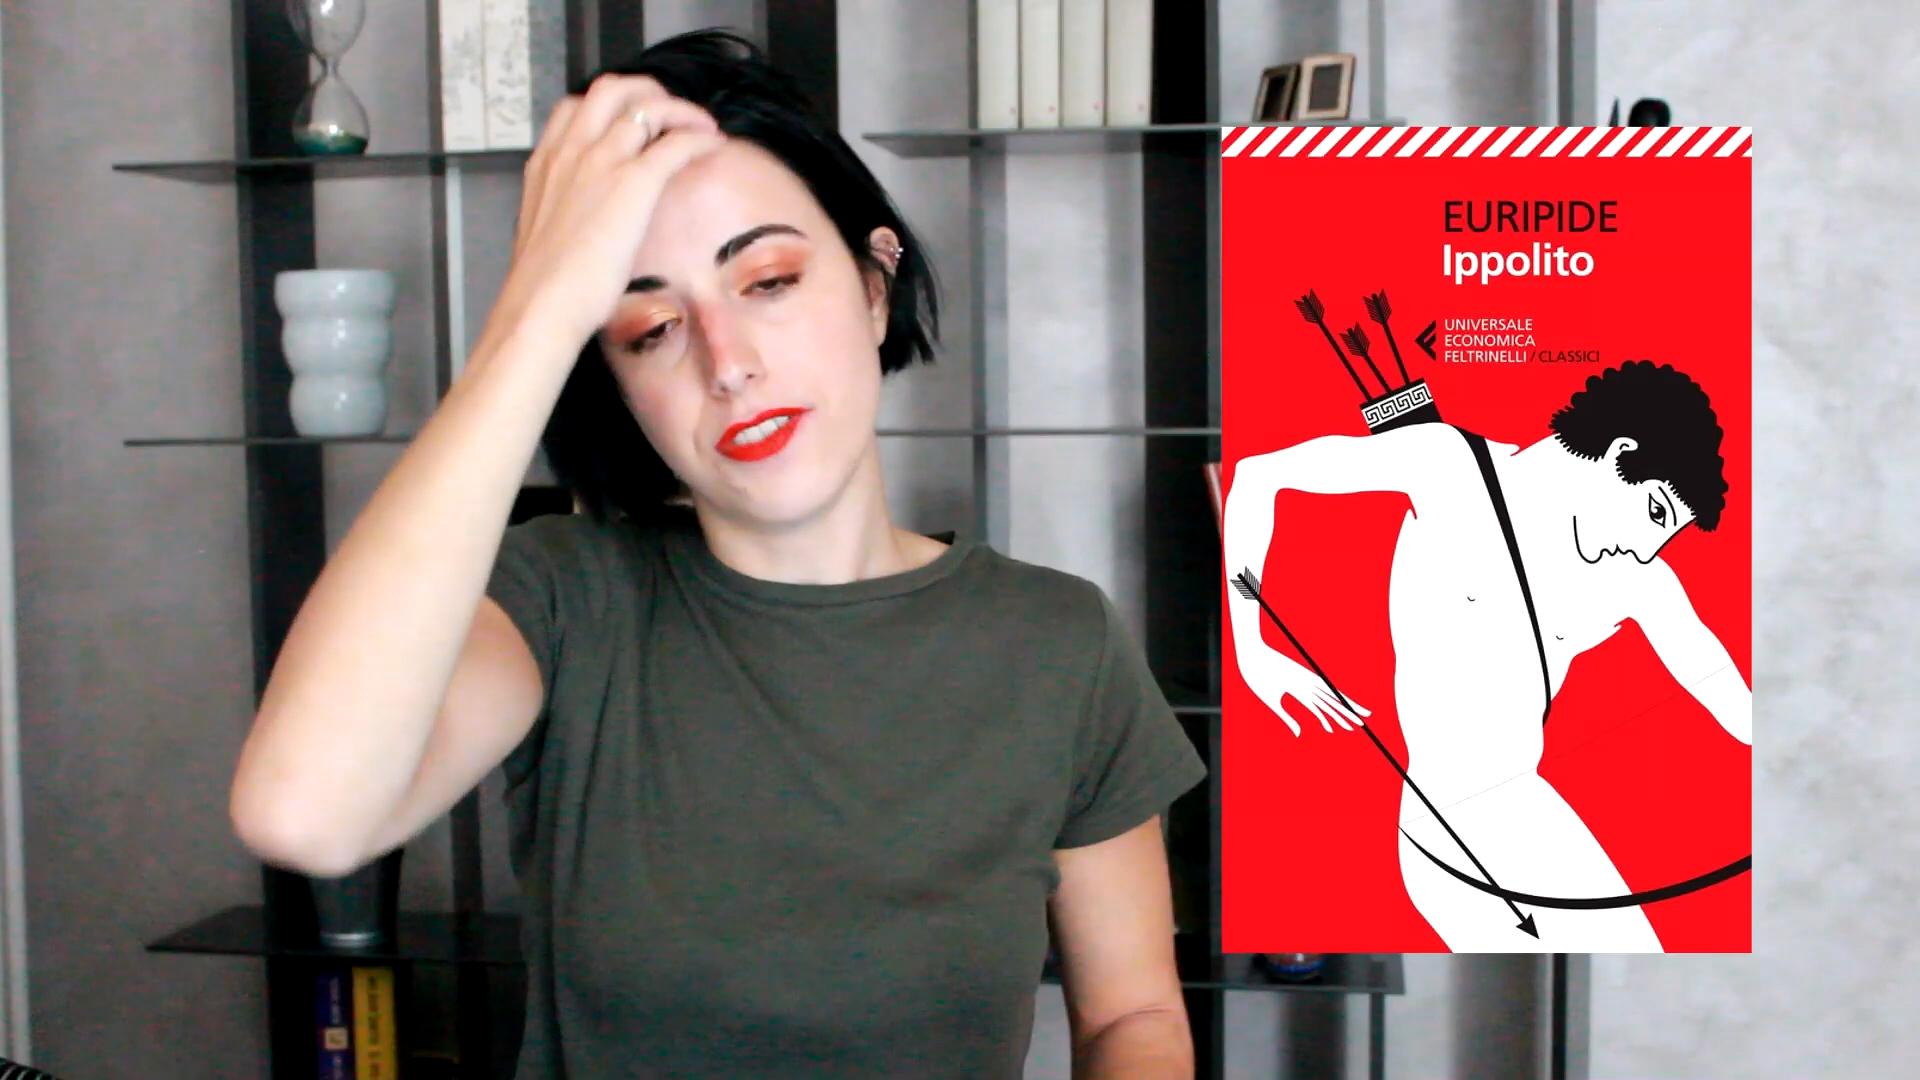 EURIPIDE
Ippolito
UNIVERSALE
ECONOMICA
FELTRINELLI / CLASSICI